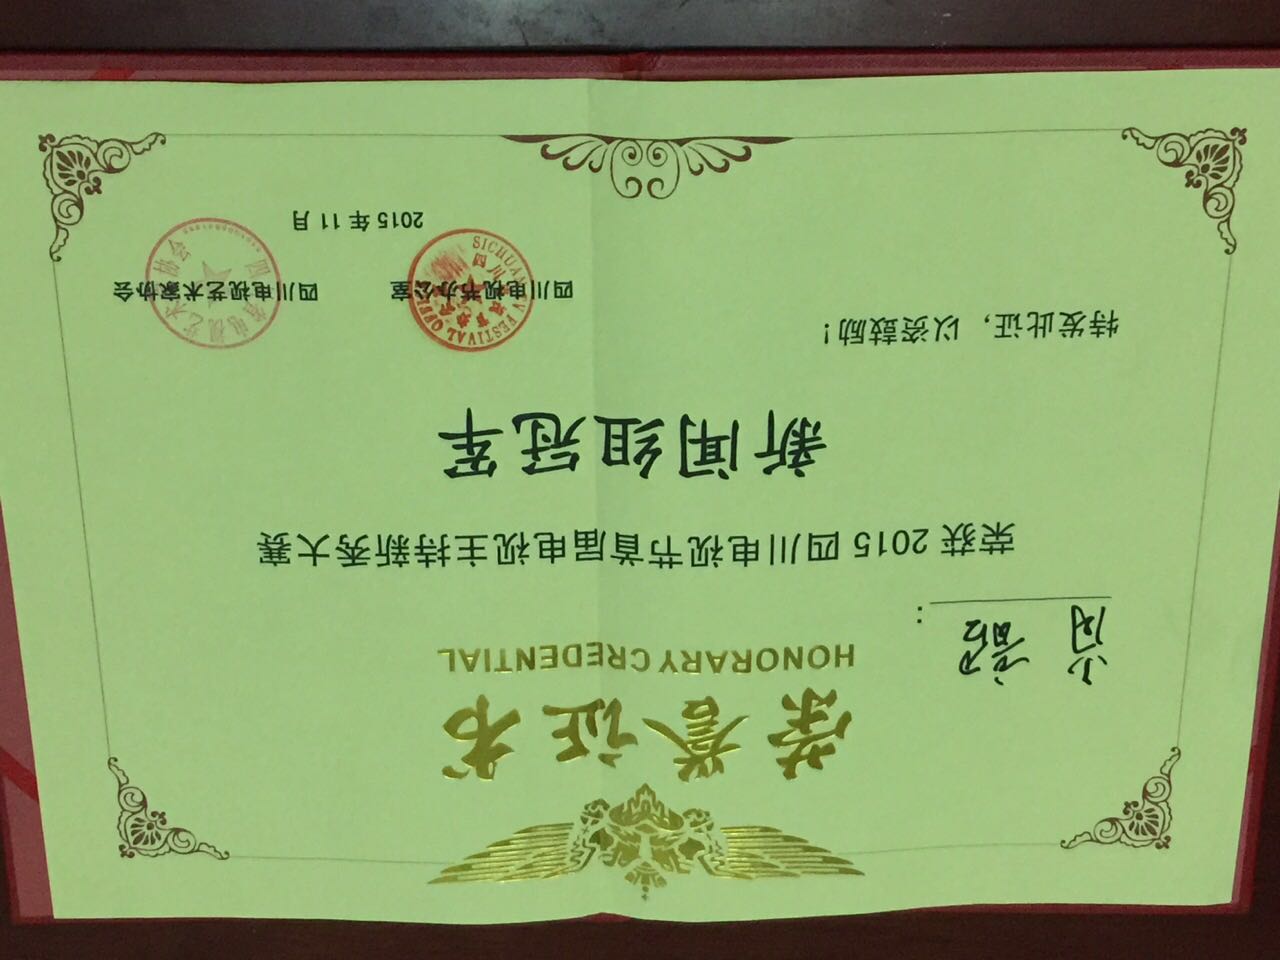 荣誉证书
HONORARY CREDENTIAL
荣获 2015 四川电视节首届电视主持新秀大赛
新闻组冠军
特发此证，以资鼓励！
四川电视节办公室
四川电视艺术家协会
2015 年 11 月